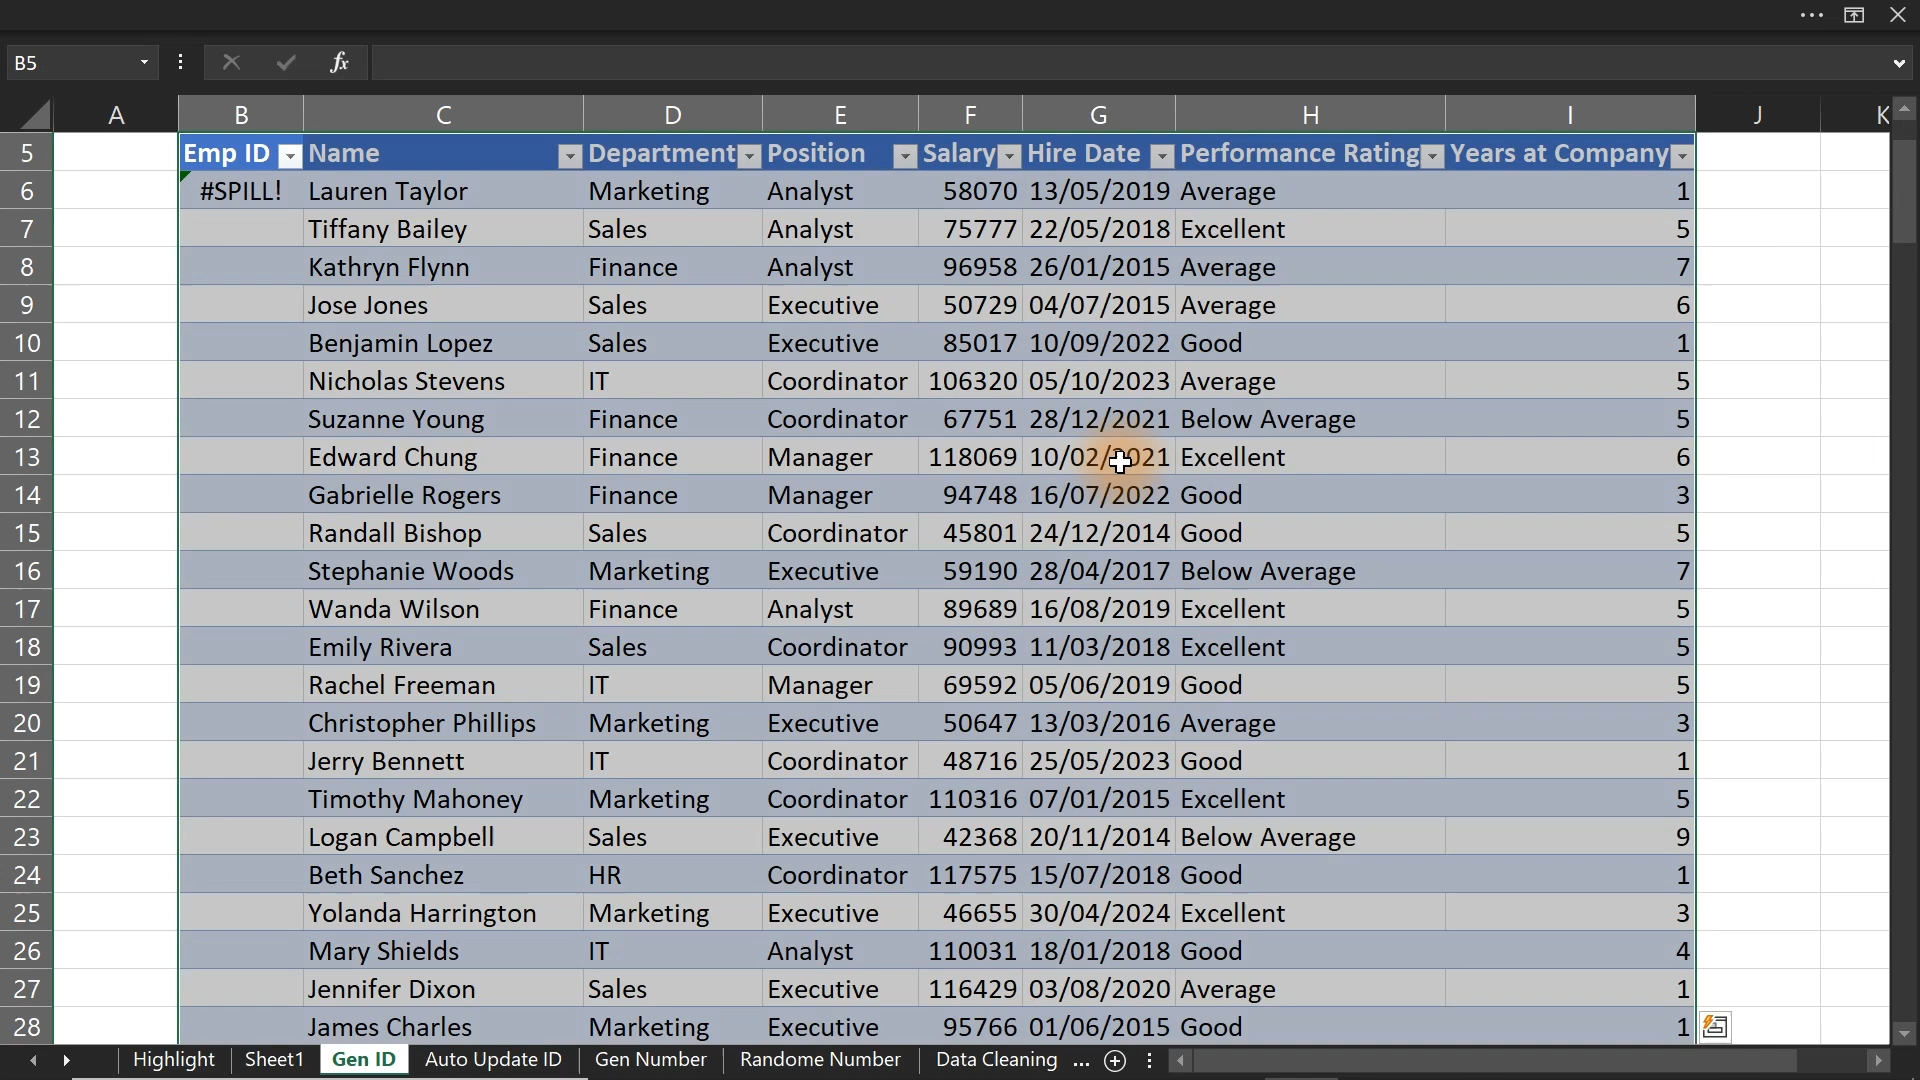 B5 fx
A B C D E F G H I J K
5 Emp ID Name Department Position Salary Hire Date Performance Rating Years at Company
6 #SPILL! Lauren Taylor Marketing Analyst 58070 13/05/2019 Average 1
7 Tiffany Bailey Sales Analyst 75777 22/05/2018 Excellent 5
8 Kathryn Flynn Finance Analyst 96958 26/01/2015 Average 7
9 Jose Jones Sales Executive 50729 04/07/2015 Average 6
10 Benjamin Lopez Sales Executive 85017 10/09/2022 Good 1
11 Nicholas Stevens IT Coordinator 106320 05/10/2023 Average 5
12 Suzanne Young Finance Coordinator 67751 28/12/2021 Below Average 5
13 Edward Chung Finance Manager 118069 10/02/2021 Excellent 6
14 Gabrielle Rogers Finance Manager 94748 16/07/2022 Good 3
15 Randall Bishop Sales Coordinator 45801 24/12/2014 Good 5
16 Stephanie Woods Marketing Executive 59190 28/04/2017 Below Average 7
17 Wanda Wilson Finance Analyst 89689 16/08/2019 Excellent 5
18 Emily Rivera Sales Coordinator 90993 11/03/2018 Excellent 5
19 Rachel Freeman IT Manager 69592 05/06/2019 Good 5
20 Christopher Phillips Marketing Executive 50647 13/03/2016 Average 3
21 Jerry Bennett IT Coordinator 48716 25/05/2023 Good 1
22 Timothy Mahoney Marketing Coordinator 110316 07/01/2015 Excellent 5
23 Logan Campbell Sales Executive 42368 20/11/2014 Below Average 9
24 Beth Sanchez HR Coordinator 117575 15/07/2018 Good 1
25 Yolanda Harrington Marketing Executive 46655 30/04/2024 Excellent 3
26 Mary Shields IT Analyst 110031 18/01/2018 Good 4
27 Jennifer Dixon Sales Executive 116429 03/08/2020 Average 1
28 James Charles Marketing Executive 95766 01/06/2015 Good 1
Highlight Sheet1 Gen ID Auto Update ID Gen Number Randome Number Data Cleaning ...